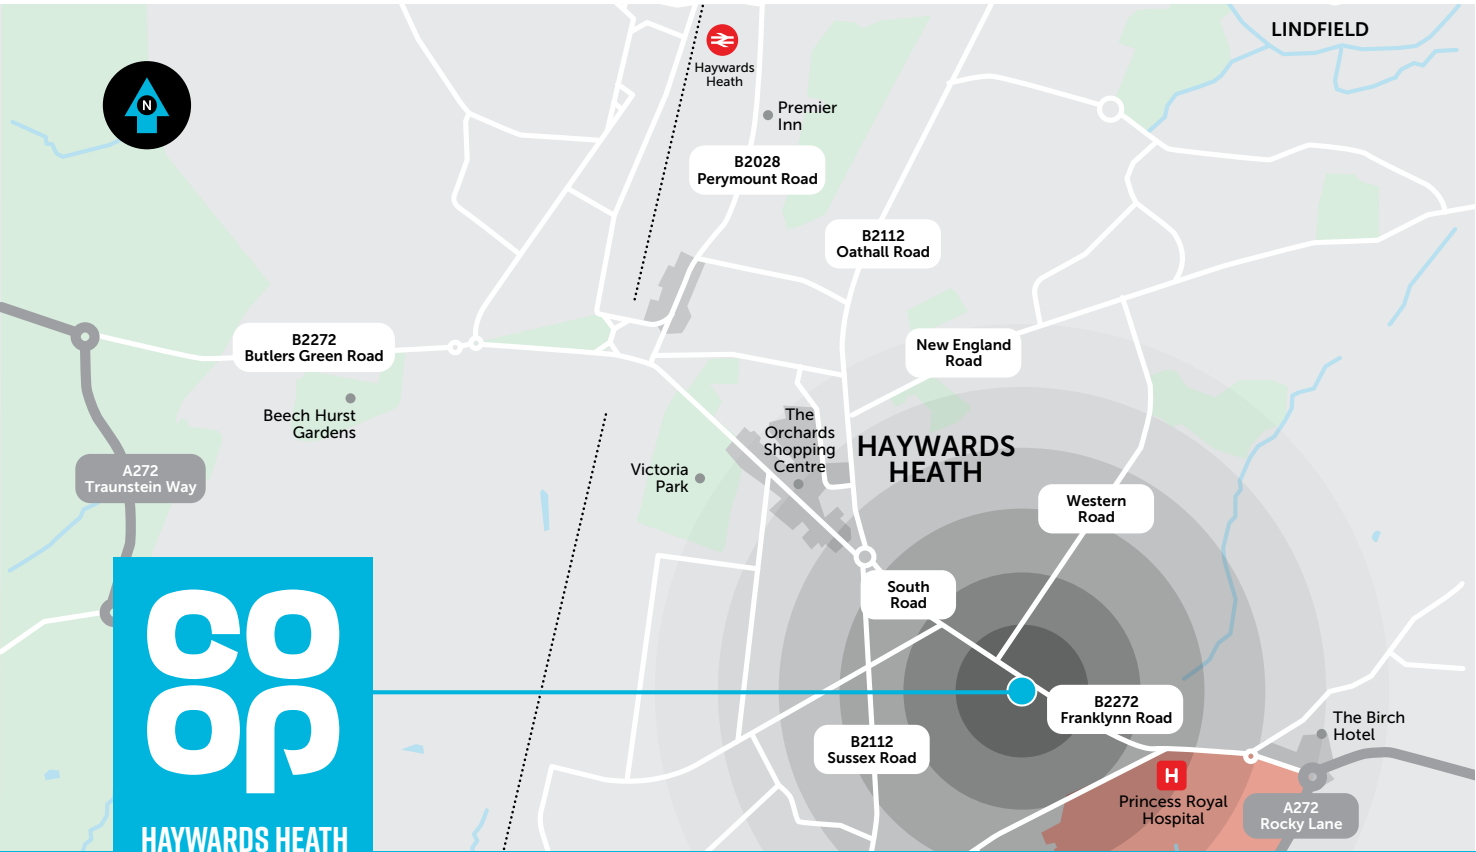 LINDFIELD
Haywards
Heath
N
Premier
Inn
B2028
Perymount Road
B2112
Oathall Road
B2272
Butlers Green Road
New England
Road
Beech Hurst
Gardens
The
Orchards
Shopping
Centre
HAYWARDS
HEATH
A272
Traunstein Way
Victoria
Park
Western
Road
South
Road
CO
OP
B2272
Franklynn Road
The Birch
Hotel
B2112
Sussex Road
H
Princess Royal
Hospital
A272
Rocky Lane
HAYWARDS HEATH